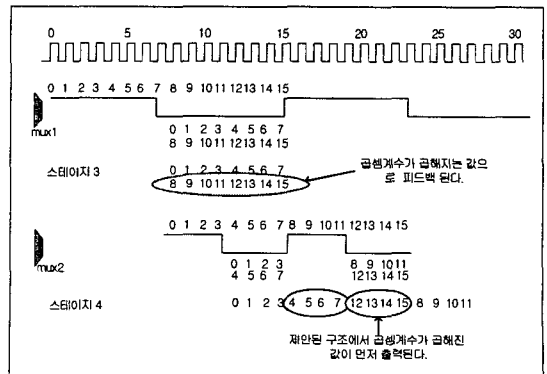 0 5 10 15 20 25 30
0 1 2 3 4 5 6 7 8 9 10 11 12 13 14 15
mux1
0 1 2 3 4 5 6 7
8 9 10 11 12 13 14 15
스테이지 3
0 1 2 3 4 5 6 7
8 9 10 11 12 13 14 15
곱셈계수가 곱해지는 값으
로 피드백 된다.
0 1 2 3 4 5 6 7 8 9 10 11 12 13 14 15
mux2
0 1 2 3 8 9 10 11
4 5 6 7 12 13 14 15
스테이지 4
0 1 2 3 4 5 6 7 12 13 14 15 8 9 10 11
제안된 구조에서 곱셈계수가 곱해진
값이 먼저 출력된다.